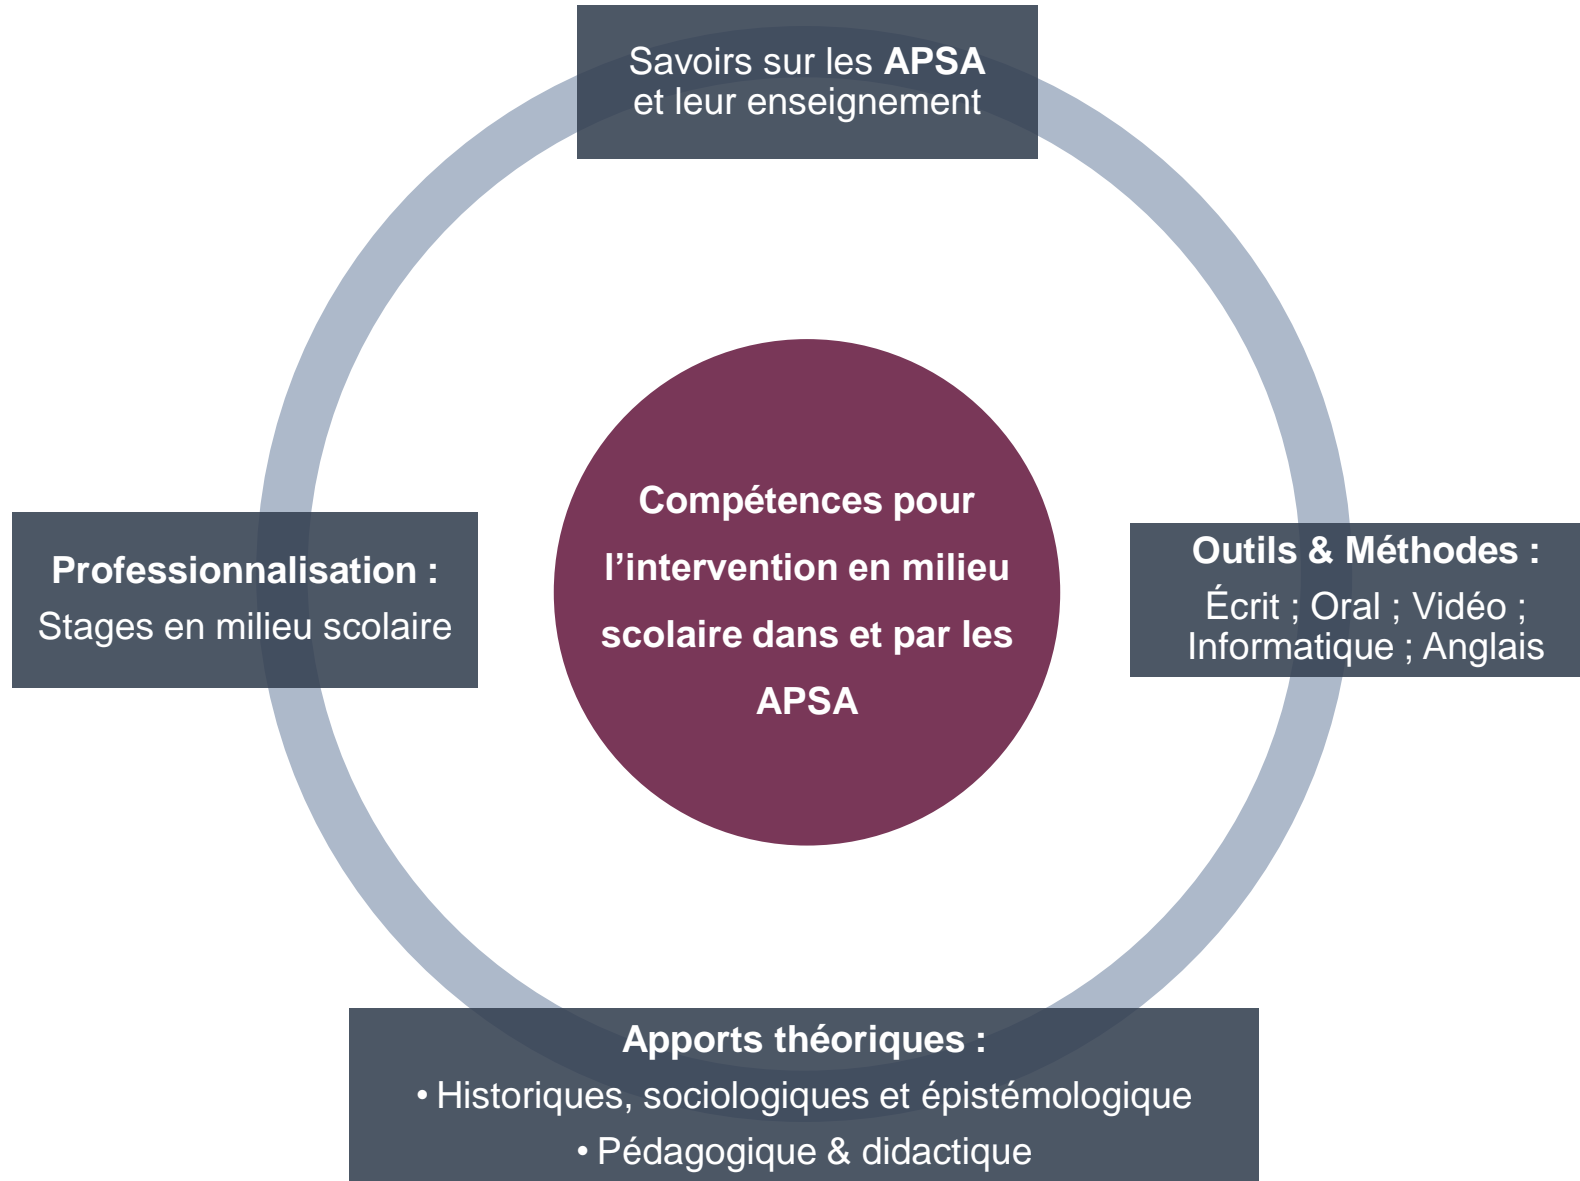 Savoirs sur les APSA
et leur enseignement
Compétences pour
l’intervention en milieu
scolaire dans et par les
APSA
Professionnalisation :
Stages en milieu scolaire
Outils & Méthodes :
Écrit ; Oral ; Vidéo ;
Informatique ; Anglais
Apports théoriques :
• Historiques, sociologiques et épistémologique
• Pédagogique & didactique